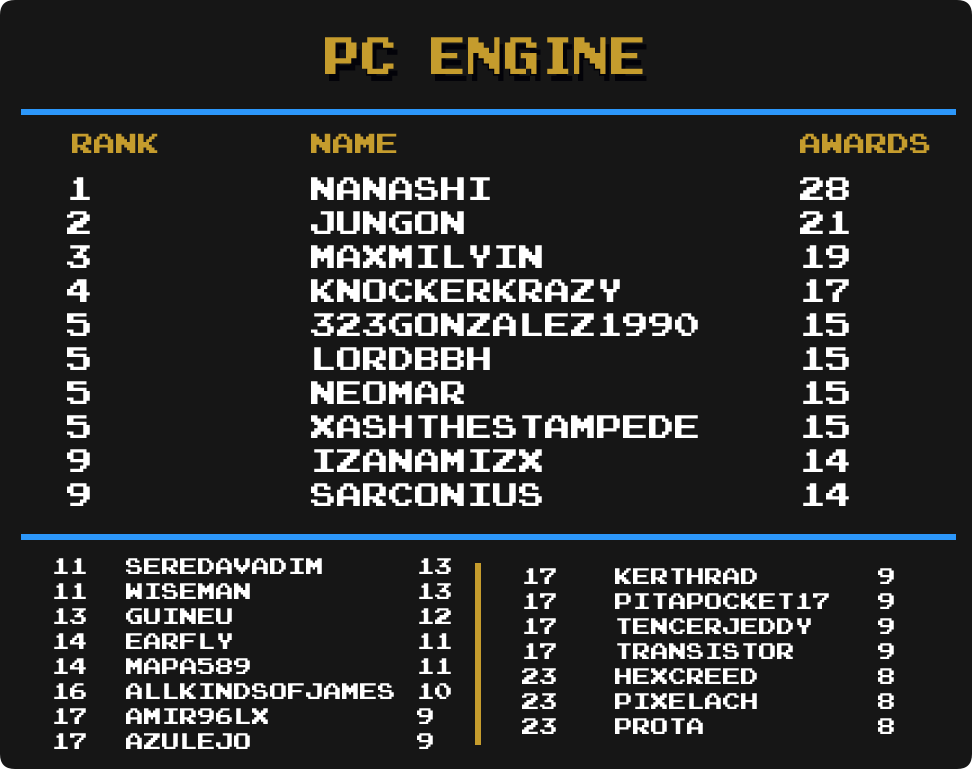 PC ENGINE
RANK NAME AWARDS
1 NANASHI 28
2 JUNGON 21
3 MAXMILYIN 19
4 KNOCKERKRAZY 17
5 323GONZALEZ1990 15
5 LORDBBH 15
5 NEOMAR 15
5 XASHTHESTAMPEDE 15
9 IZANAMIZX 14
9 SARCONIUS 14
11 SEREDAVADIM 13
11 WISEMAN 13
13 GUINEU 12
14 EARFLY 11
14 MAPA589 11
16 ALLKINDSOFJAMES 10
17 AMIR96LX 9
17 AZULEJO 9
17 KERTHRAD 9
17 PITAPOCKET17 9
17 TENCERJEDDY 9
17 TRANSISTOR 9
23 HEXCREED 8
23 PIXELACH 8
23 PROTA 8